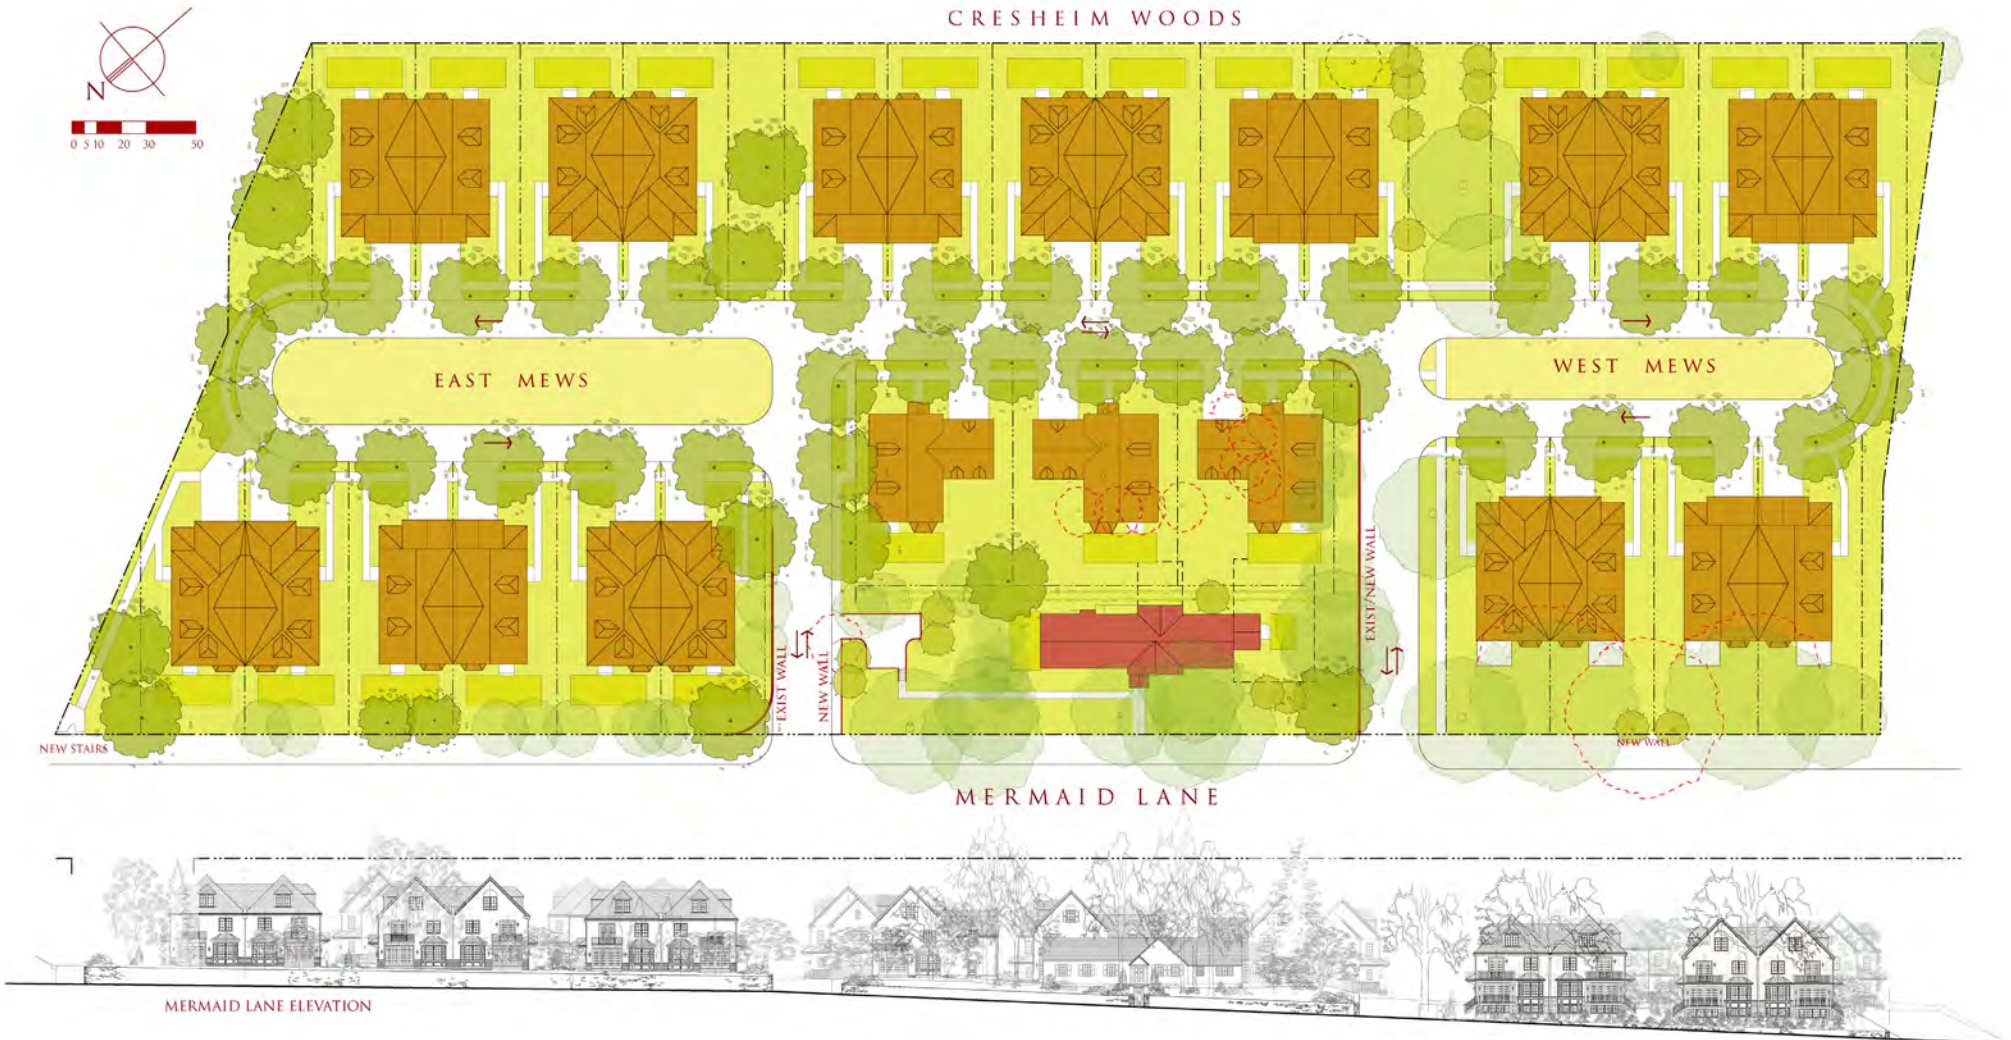 CRESHEIM WOODS
N
0 5 10 20 30 50
EAST MEWS
WEST MEWS
EXIST WALL
NEW WALL
EXIST/NEW WALL
NEW STAIRS
NEW WALL
MERMAID LANE
MERMAID LANE ELEVATION